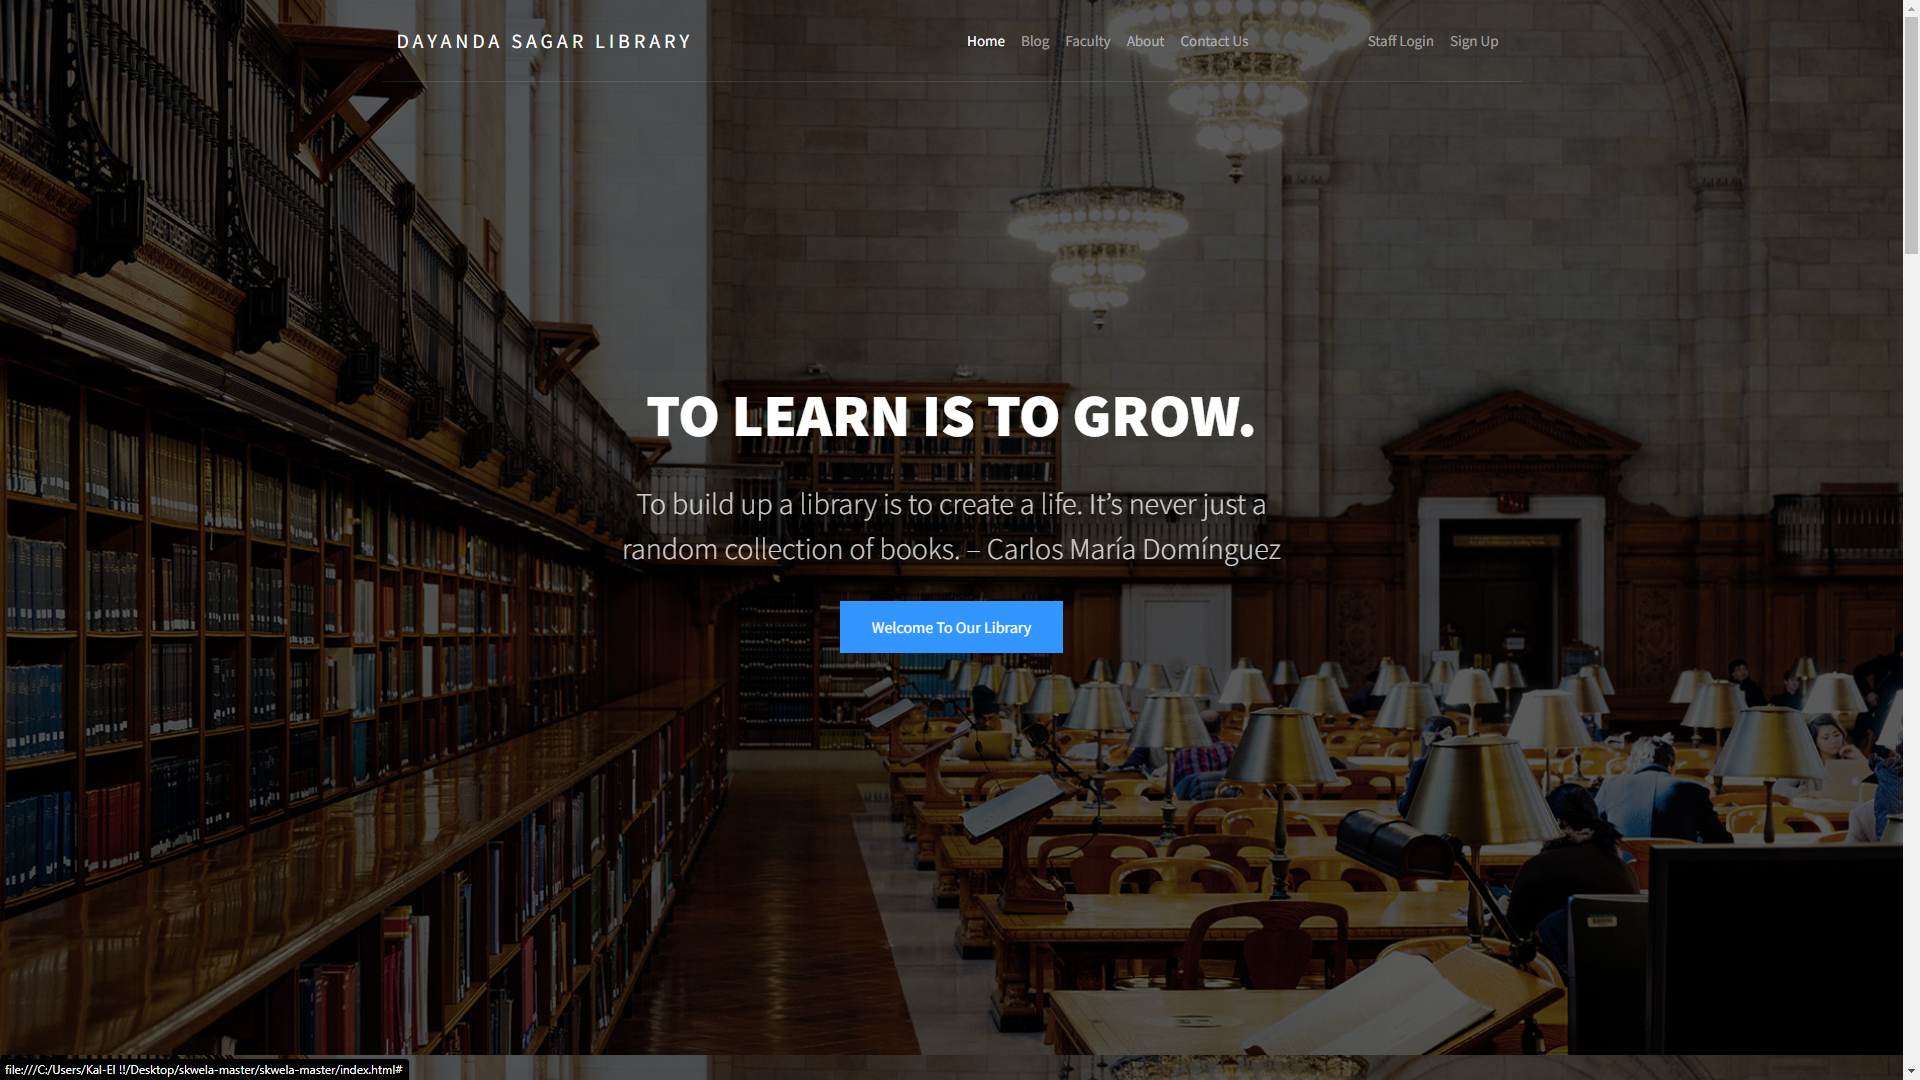 DAYANDA SAGAR LIBRARY
Home Blog Faculty About Contact Us Staff Login Sign Up
TO LEARN IS TO GROW.
To build up a library is to create a life. It’s never just a
random collection of books. – Carlos María Domínguez
Welcome To Our Library
file:///C:/Users/Kal-El !!/Desktop/skwela-master/skwela-master/index.html#